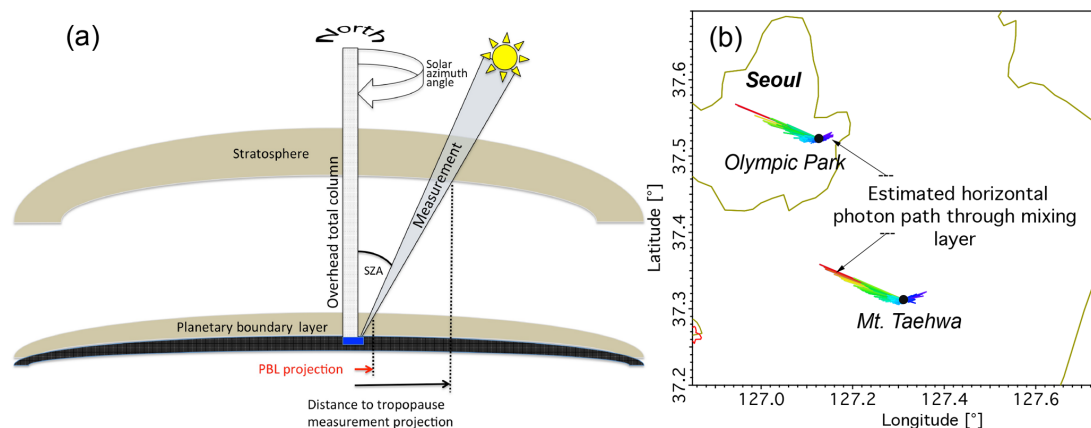 (a)
North
Solar
azimuth
angle
Stratosphere
Overhead total column
Measurement
SZA
Planetary boundary layer
PBL projection
Distance to tropopause
measurement projection
(b)
Latitude [°]
37.6
37.5
37.4
37.3
37.2
Seoul
Olympic Park
Estimated horizontal
photon path through mixing
layer
Mt. Taehwa
127.0
127.2
127.4
127.6
Longitude [°]